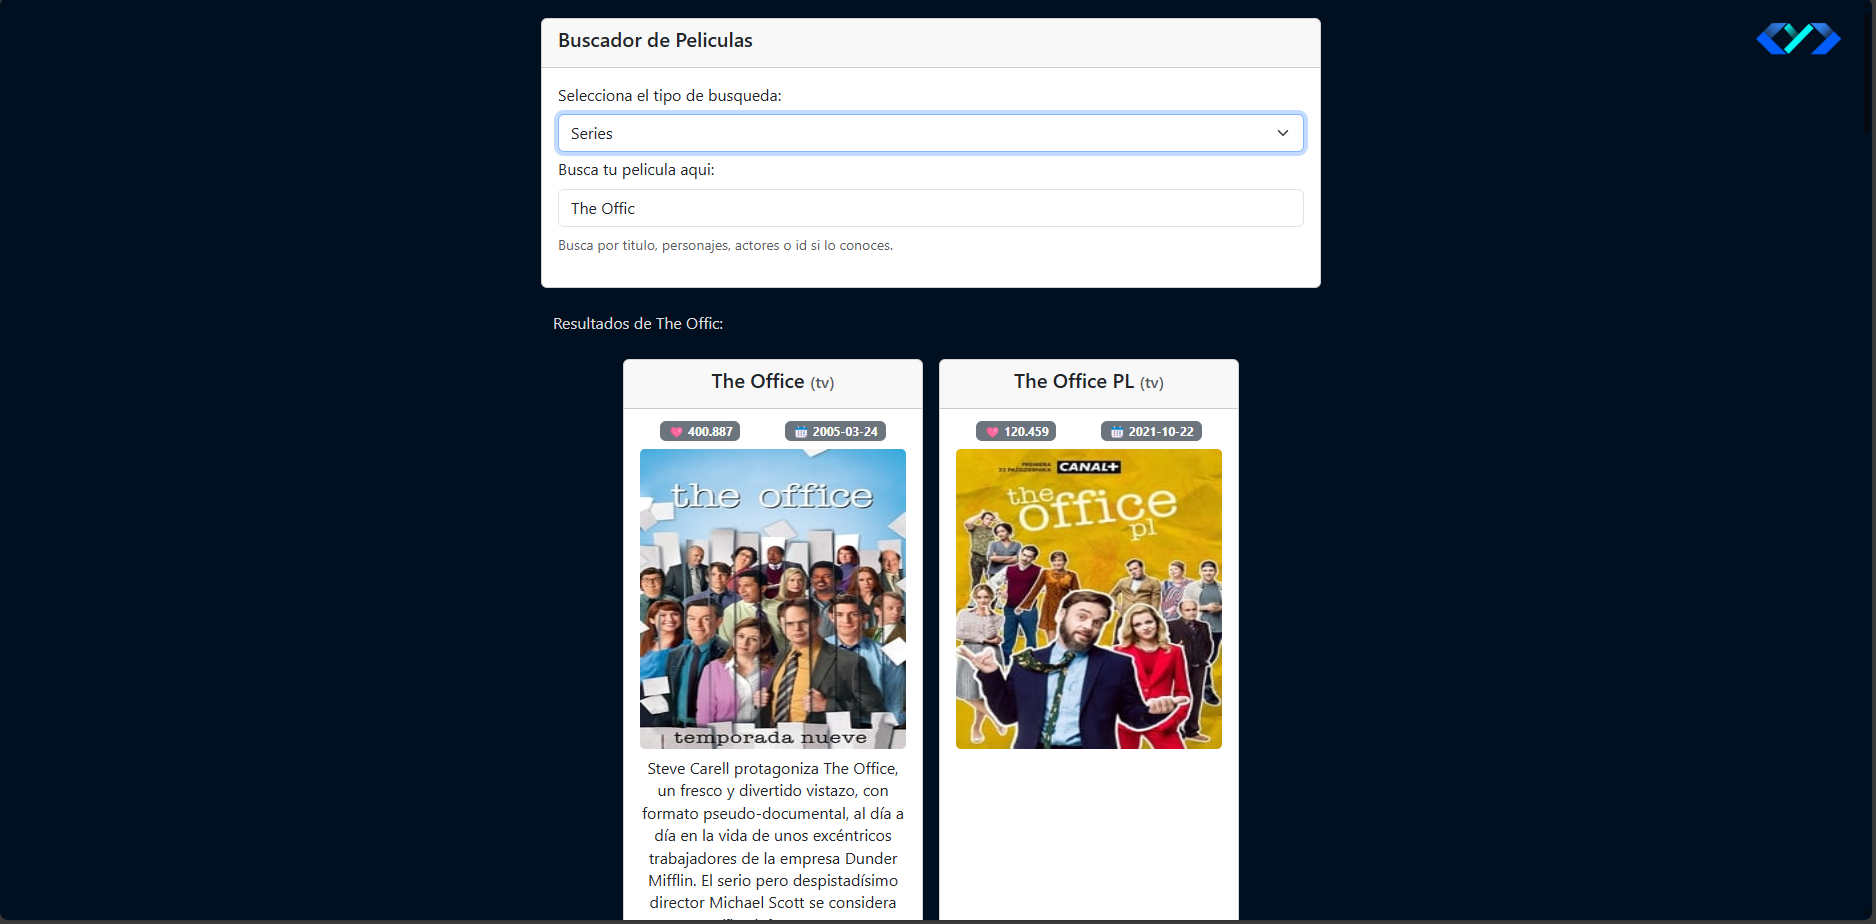 Buscador de Peliculas
Selecciona el tipo de busqueda:
Series
Busca tu pelicula aqui:
The Offic
Busca por titulo, personajes, actores o id si lo conoces.
Resultados de The Offic:
The Office (tv)
400.887 2005-03-24
the office
temporada nueve
Steve Carell protagoniza The Office,
un fresco y divertido vistazo, con
formato pseudo-documental, al día a
día en la vida de unos excéntricos
trabajadores de la empresa Dunder
Mifflin. El serio pero despistadísimo
director Michael Scott se considera
The Office PL (tv)
120.459 2021-10-22
PREMIERA
22 PAŹDZIERNIKA
CANAL+
the
office
pl